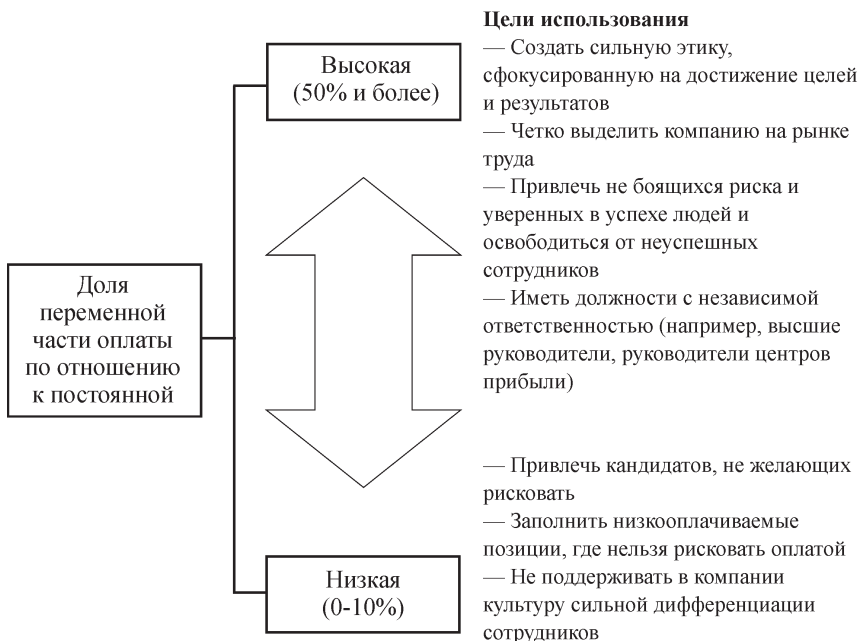 Доля
переменной
части оплаты
по отношению
к постоянной
Высокая
(50% и более)
Цели использования
— Создать сильную этику,
сфокусированную на достижение целей
и результатов
— Четко выделить компанию на рынке
труда
— Привлечь не боящихся риска и
уверенных в успехе людей и
освободиться от неуспешных
сотрудников
— Иметь должности с независимой
ответственностью (например, высшие
руководители, руководители центров
прибыли)
Низкая
(0-10%)
— Привлечь кандидатов, не желающих
рисковать
— Заполнить низкооплачиваемые
позиции, где нельзя рисковать оплатой
— Не поддерживать в компании
культуру сильной дифференциации
сотрудников